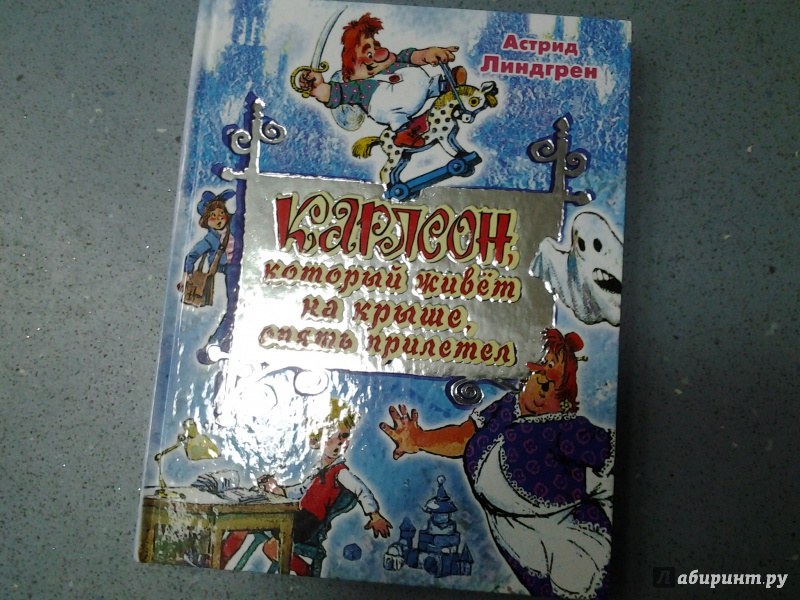 Астрид
Линдгрен
Карлсон,
который живёт
на крыше,
опять прилетел
Лабиринт.ру